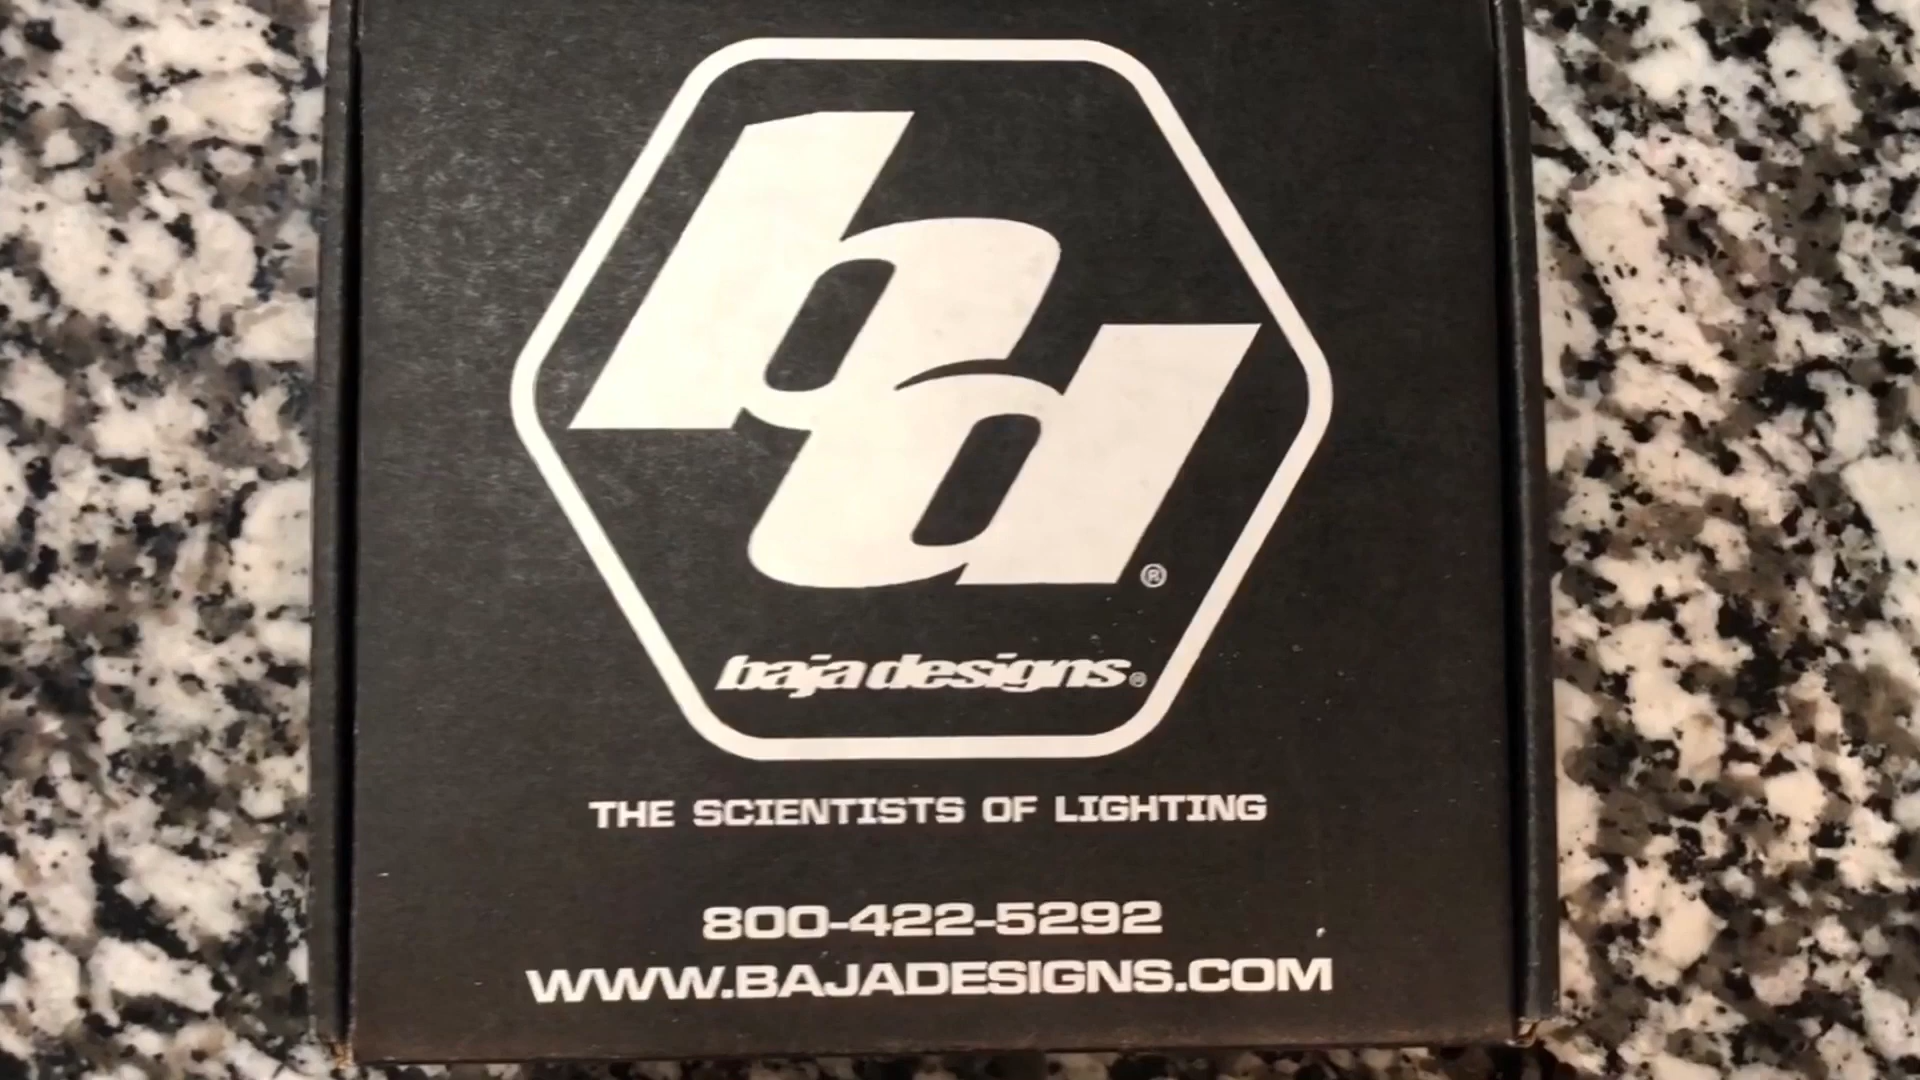 bd®
baja designs®
THE SCIENTISTS OF LIGHTING
800-422-5292
WWW.BAJADESIGNS.COM